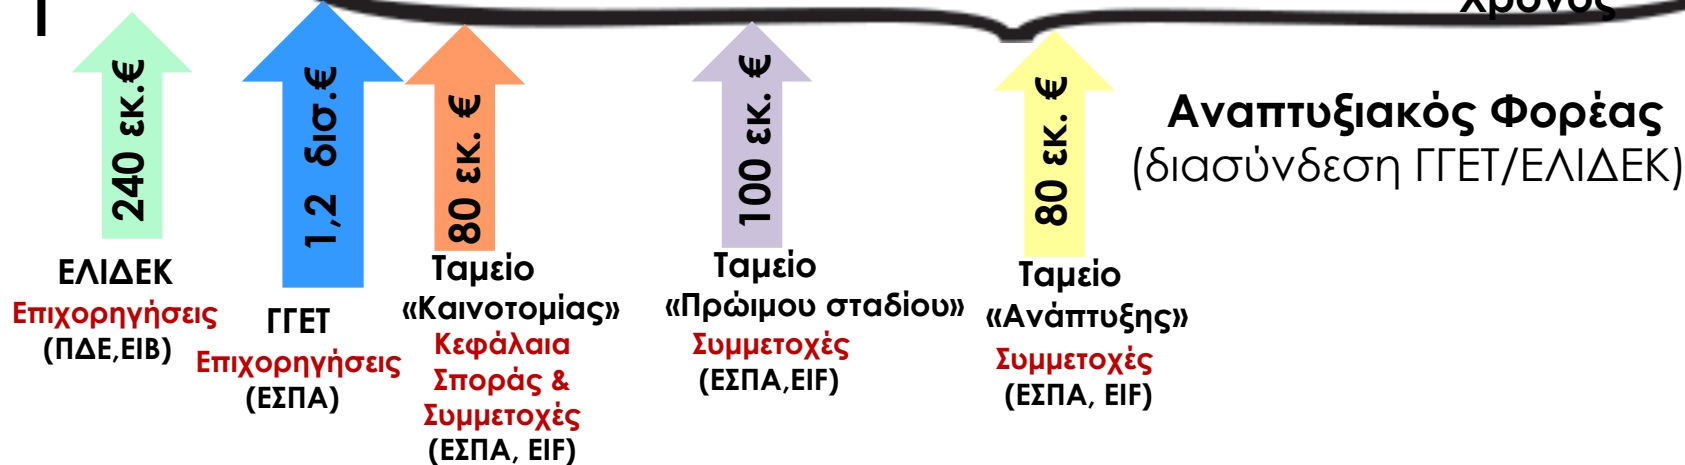 Χρόνος
240 εκ.€
1,2 δισ.€
80 εκ. €
100 εκ. €
80 εκ. €
Αναπτυξιακός Φορέας
(διασύνδεση ΓΓΕΤ/ΕΛΙΔΕΚ)
ΕΛΙΔΕΚ
Επιχορηγήσεις
(ΠΔΕ,EIB)
ΓΓΕΤ
Επιχορηγήσεις
(ΕΣΠΑ)
Ταμείο
«Καινοτομίας»
Κεφάλαια
Σποράς &
Συμμετοχές
(ΕΣΠΑ, EIF)
Ταμείο
«Πρώιμου σταδίου»
Συμμετοχές
(ΕΣΠΑ,EIF)
Ταμείο
«Ανάπτυξης»
Συμμετοχές
(ΕΣΠΑ, EIF)